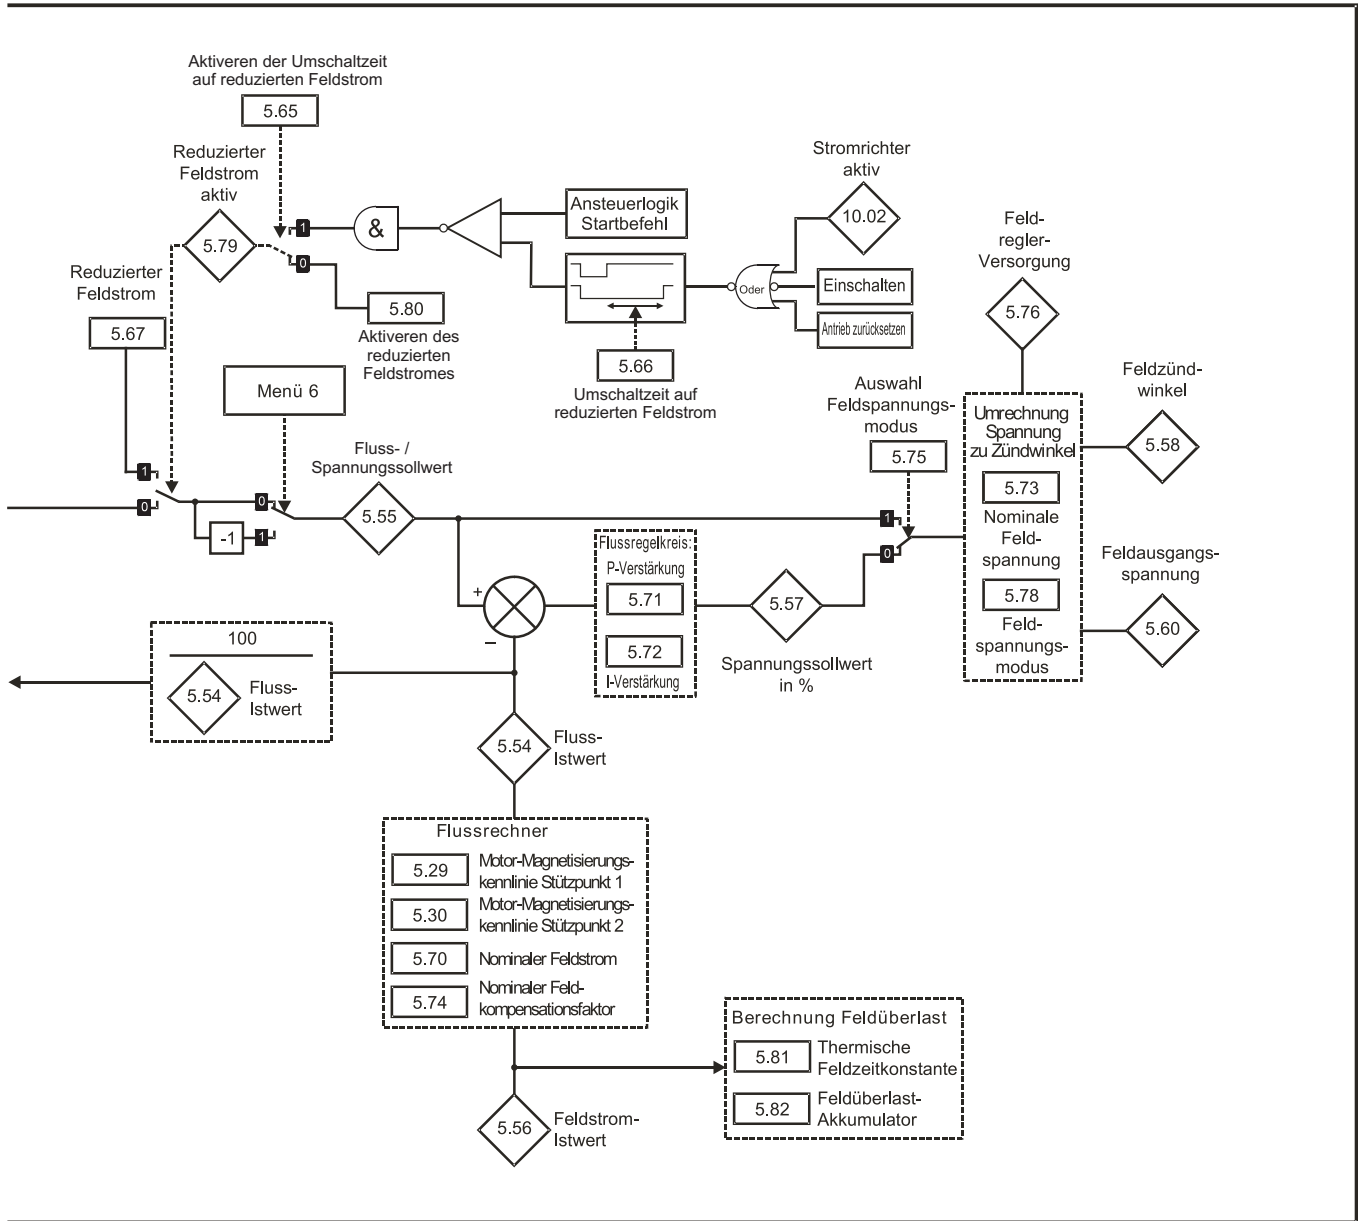 Aktiveren der Umschaltzeit
auf reduzierten Feldstrom
5.65
Reduzierter
Feldstrom
aktiv
5.79
1
0
&
Ansteuerlogik
Startbefehl
Stromrichter
aktiv
10.02
Oder
Einschalten
Antrieb zurücksetzen
5.80
Aktiveren des
reduzierten
Feldstromes
5.66
Umschaltzeit auf
reduzierten Feldstrom
Feld-
regler-
Versorgung
5.76
Reduzierter
Feldstrom
5.67
1
0
Menü 6
0
-1
1
Fluss- /
Spannungssollwert
5.55
Auswahl
Feldspannungs-
modus
5.75
1
0
Umrechnung
Spannung
zu Zündwinkel
5.73
Nominale
Feld-
spannung
5.78
Feld-
spannungs-
modus
Feldzünd-
winkel
5.58
Feldausgangs-
spannung
5.60
+
–
Flussregelkreis:
P-Verstärkung
5.71
5.72
I-Verstärkung
5.57
Spannungssollwert
in %
100
5.54
Fluss-
Istwert
5.54
Fluss-
Istwert
Flussrechner
5.29
Motor-Magnetisierungs-
kennlinie Stützpunkt 1
5.30
Motor-Magnetisierungs-
kennlinie Stützpunkt 2
5.70
Nominaler Feldstrom
5.74
Nominaler Feld-
kompensationsfaktor
Berechnung Feldüberlast
5.81
Thermische
Feldzeitkonstante
5.82
Feldüberlast-
Akkumulator
5.56
Feldstrom-
Istwert